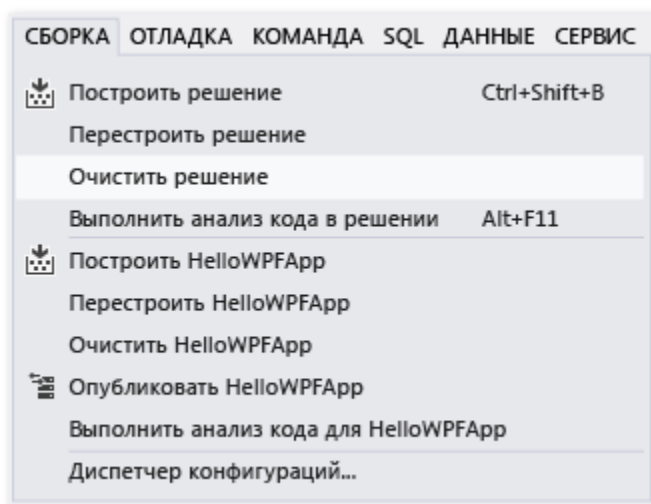 СБОРКА ОТЛАДКА КОМАНДА SQL ДАННЫЕ СЕРВИС
Построить решение Ctrl+Shift+B
Перестроить решение
Очистить решение
Выполнить анализ кода в решении Alt+F11
Построить HelloWPFApp
Перестроить HelloWPFApp
Очистить HelloWPFApp
Опубликовать HelloWPFApp
Выполнить анализ кода для HelloWPFApp
Диспетчер конфигураций...